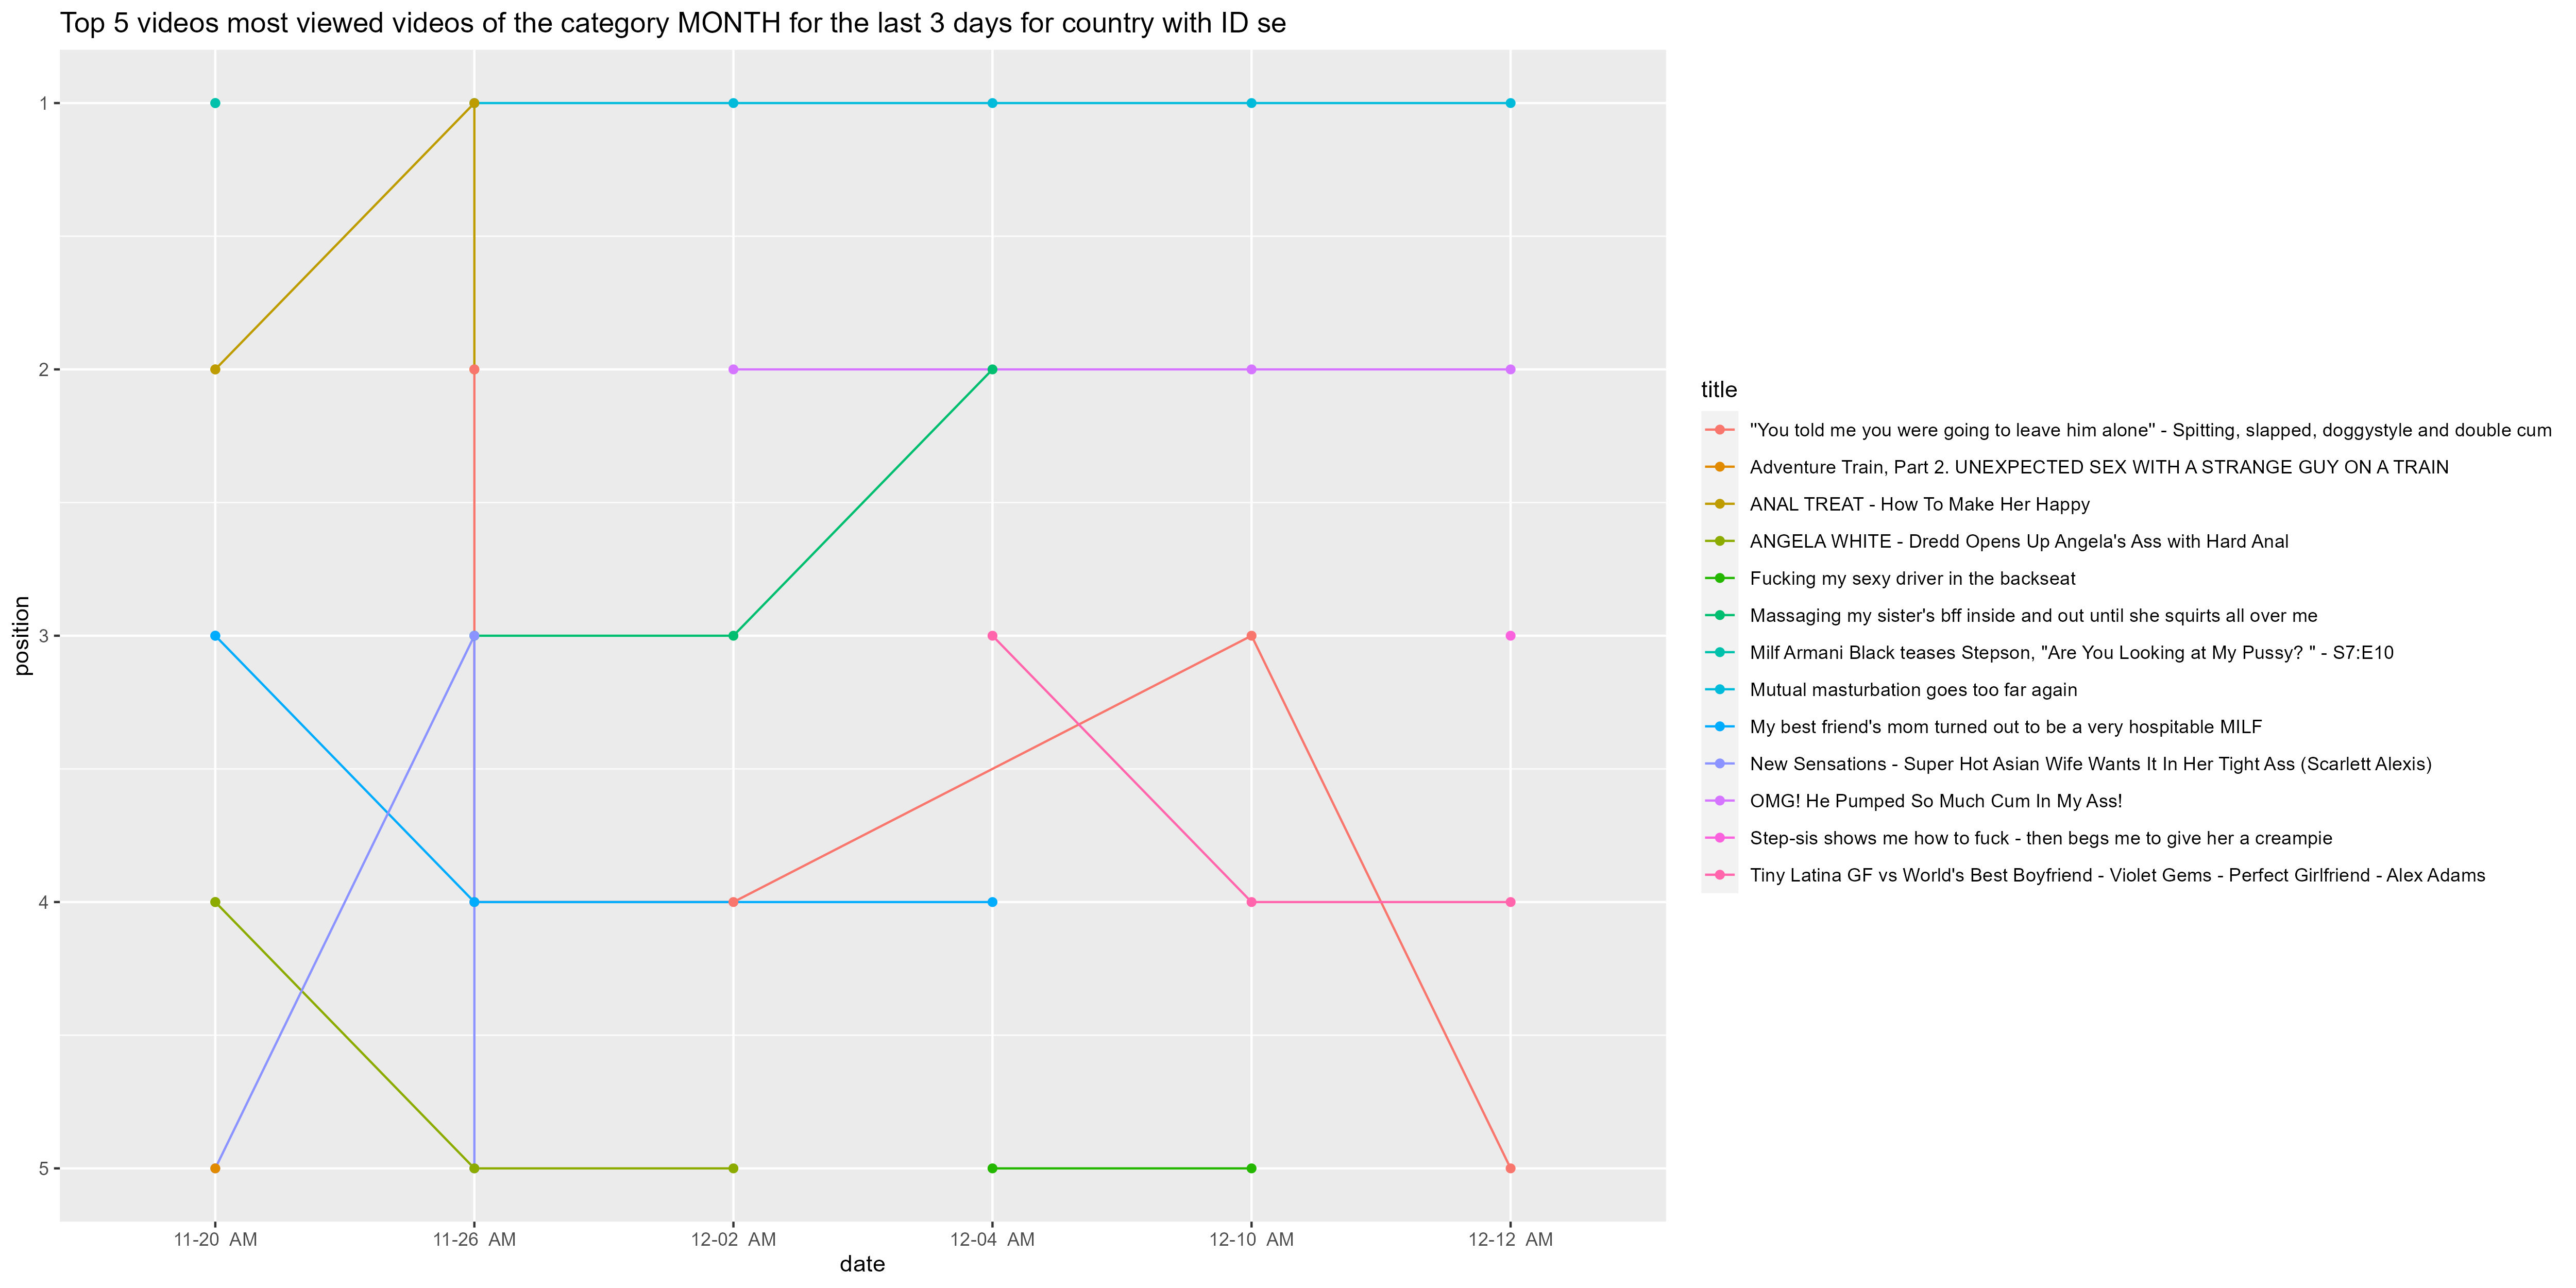 Top 5 videos most viewed videos of the category MONTH for the last 3 days for country with ID se
1
2
3
4
5
position
11-20 AM
11-26 AM
12-02 AM
12-04 AM
12-10 AM
12-12 AM
date
title
"You told me you were going to leave him alone" - Spitting, slapped, doggystyle and double cum
Adventure Train, Part 2. UNEXPECTED SEX WITH A STRANGE GUY ON A TRAIN
ANAL TREAT - How To Make Her Happy
ANGELA WHITE - Dredd Opens Up Angela's Ass with Hard Anal
Fucking my sexy driver in the backseat
Massaging my sister's bff inside and out until she squirts all over me
Milf Armani Black teases Stepson, "Are You Looking at My Pussy? " - S7:E10
Mutual masturbation goes too far again
My best friend's mom turned out to be a very hospitable MILF
New Sensations - Super Hot Asian Wife Wants It In Her Tight Ass (Scarlett Alexis)
OMG! He Pumped So Much Cum In My Ass!
Step-sis shows me how to fuck - then begs me to give her a creampie
Tiny Latina GF vs World's Best Boyfriend - Violet Gems - Perfect Girlfriend - Alex Adams